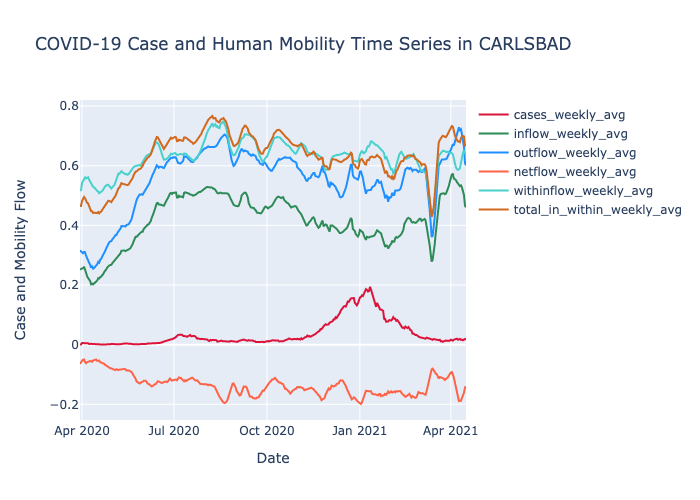 COVID-19 Case and Human Mobility Time Series in CARLSBAD
Case and Mobility Flow
0.8
0.6
0.4
0.2
0
−0.2
Apr 2020
Jul 2020
Oct 2020
Jan 2021
Apr 2021
Date
cases_weekly_avg
inflow_weekly_avg
outflow_weekly_avg
netflow_weekly_avg
withinflow_weekly_avg
total_in_within_weekly_avg